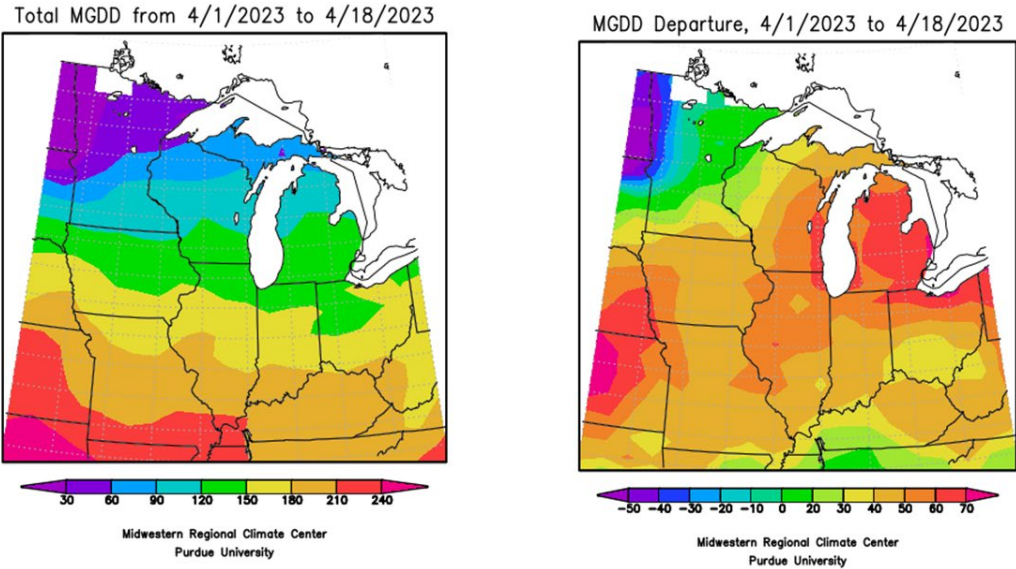 Total MGDD from 4/1/2023 to 4/18/2023
30 60 90 120 150 180 210 240
Midwestern Regional Climate Center
Purdue University
MGDD Departure, 4/1/2023 to 4/18/2023
-50 -40 -30 -20 -10 0 20 30 40 50 60 70
Midwestern Regional Climate Center
Purdue University